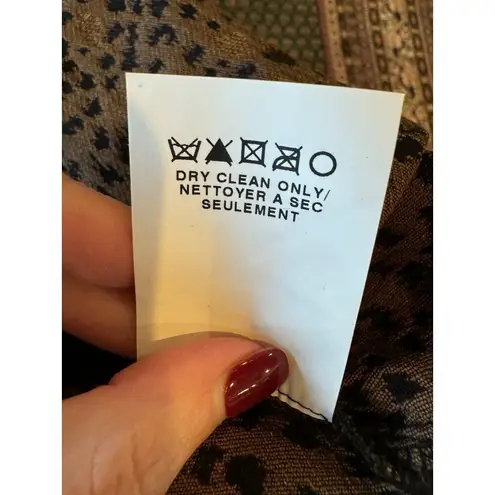 DRY CLEAN ONLY/
NETTOYER A SEC
SEULEMENT